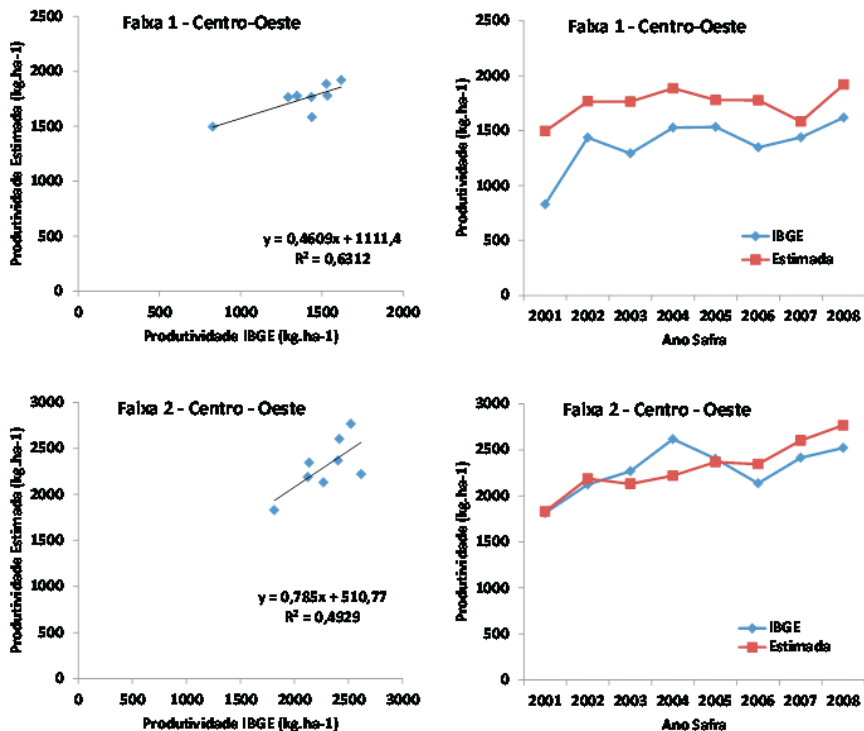 Faixa 1 - Centro-Oeste
Produtividade Estimada (kg.ha-1)
2500
2000
1500
1000
500
0
y = 0,4609x + 1111,4
R² = 0,6312
0 500 1000 1500 2000
Produtividade IBGE (kg.ha-1)
Faixa 1 - Centro-Oeste
Produtividade (kg.ha-1)
2500
2000
1500
1000
500
0
IBGE
Estimada
2001 2002 2003 2004 2005 2006 2007 2008
Ano Safra
Faixa 2 - Centro - Oeste
Produtividade Estimada (kg.ha-1)
3000
2500
2000
1500
1000
500
0
y = 0,785x + 510,77
R² = 0,4929
0 500 1000 1500 2000 2500 3000
Produtividade IBGE (kg.ha-1)
Faixa 2 - Centro - Oeste
Produtividade (kg.ha-1)
3000
2500
2000
1500
1000
500
0
IBGE
Estimada
2001 2002 2003 2004 2005 2006 2007 2008
Ano Safra